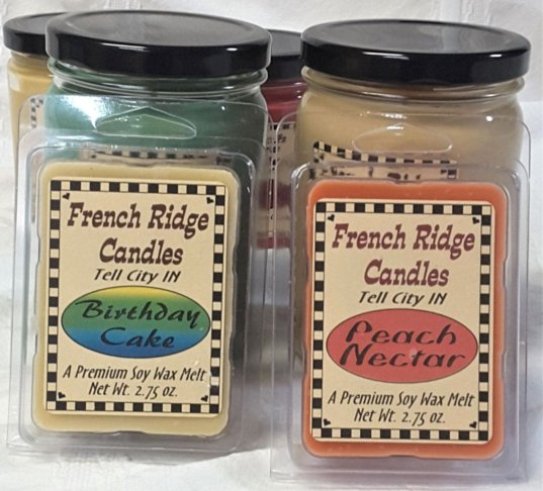 French Ridge
Candles
Tell City IN
Birthday
Cake
A Premium Soy Wax Melt
Net Wt. 2.75 oz.
French Ridge
Candles
Tell City IN
Peach
Nectar
A Premium Soy Wax Melt
Net Wt. 2.75 oz.